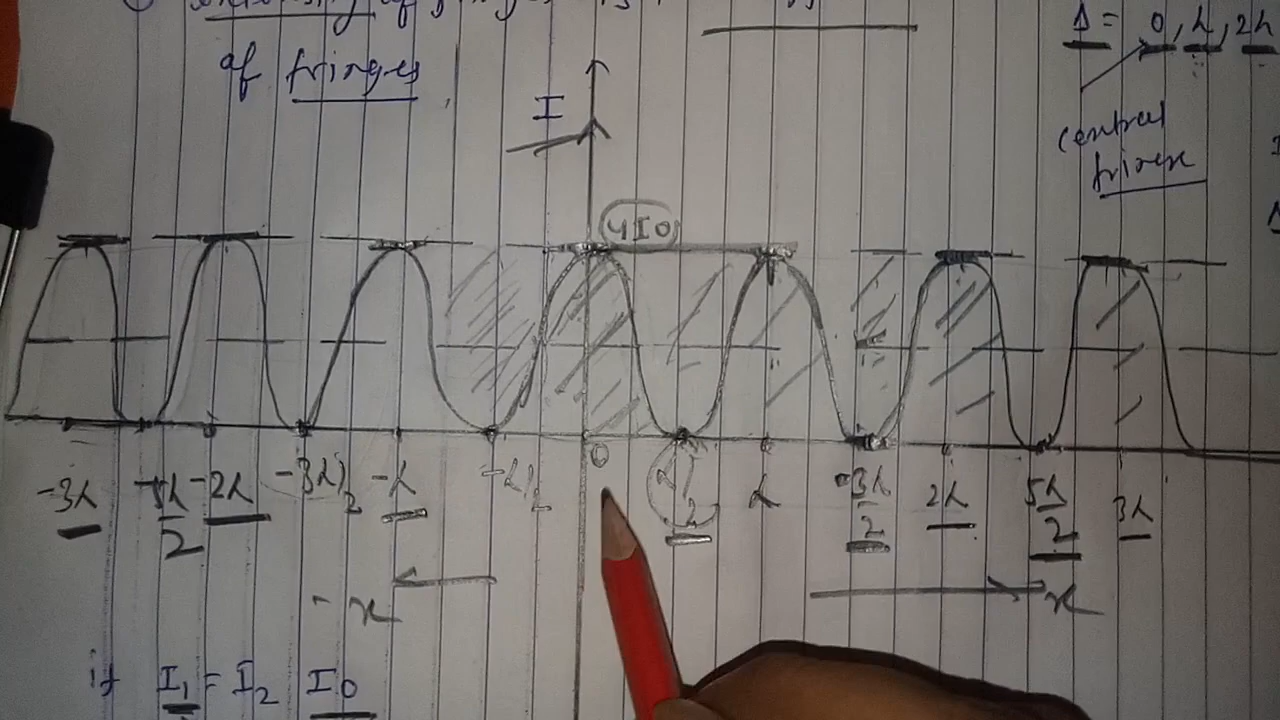 of fringes
Δ = 0, λ, 2λ
central
fringe
I
4I0
-3λ -5λ/2 -2λ -3λ/2 -λ -λ/2 0 λ/2 λ 3λ/2 2λ 5λ/2 3λ
-x x
if I1 = I2 I0